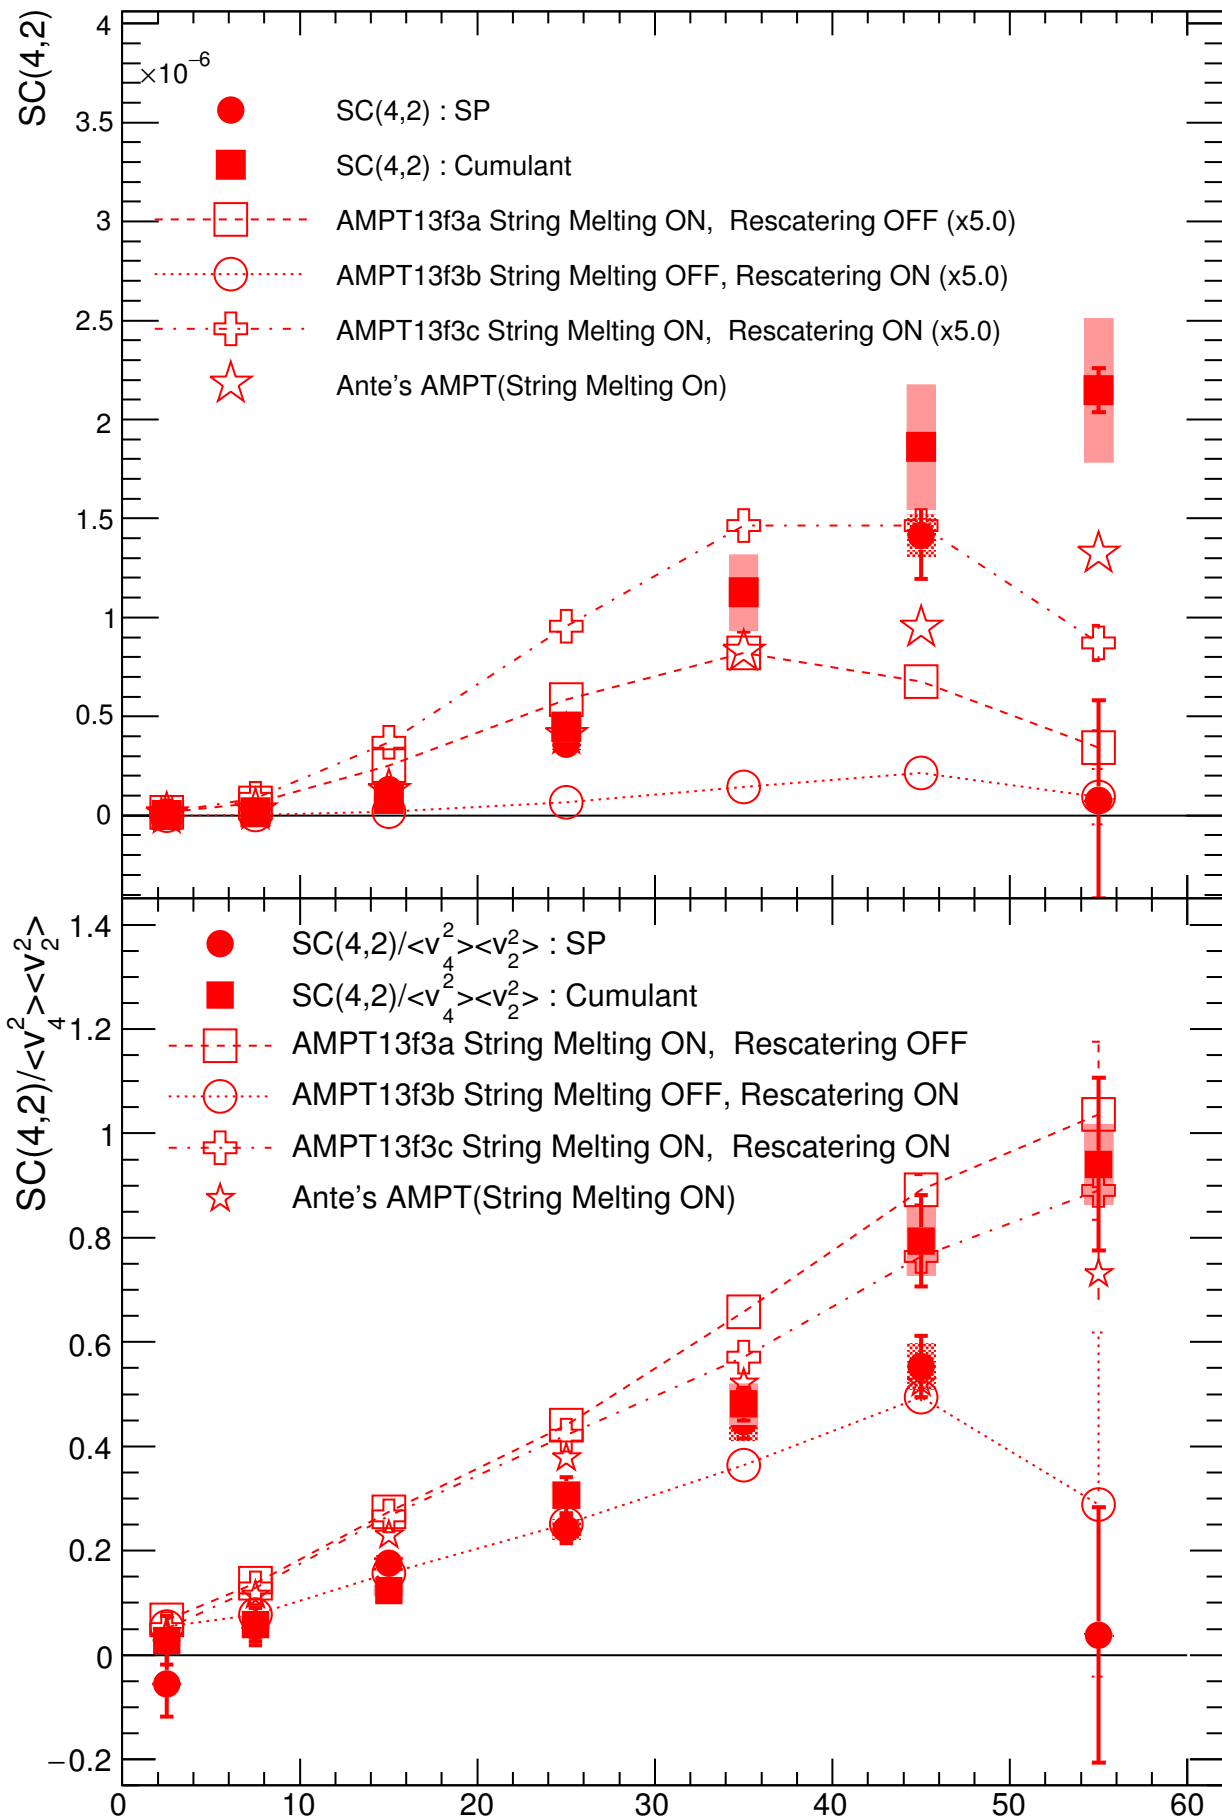 SC(4,2)
×10⁻⁶
4
3.5
3
2.5
2
1.5
1
0.5
0
SC(4,2) : SP
SC(4,2) : Cumulant
AMPT13f3a String Melting ON, Rescatering OFF (x5.0)
AMPT13f3b String Melting OFF, Rescatering ON (x5.0)
AMPT13f3c String Melting ON, Rescatering ON (x5.0)
Ante's AMPT(String Melting On)
SC(4,2)/<v₄²><v₂²>
1.4
1.2
1
0.8
0.6
0.4
0.2
0
−0.2
SC(4,2)/<v₄²><v₂²> : SP
SC(4,2)/<v₄²><v₂²> : Cumulant
AMPT13f3a String Melting ON, Rescatering OFF
AMPT13f3b String Melting OFF, Rescatering ON
AMPT13f3c String Melting ON, Rescatering ON
Ante's AMPT(String Melting ON)
0 10 20 30 40 50 60